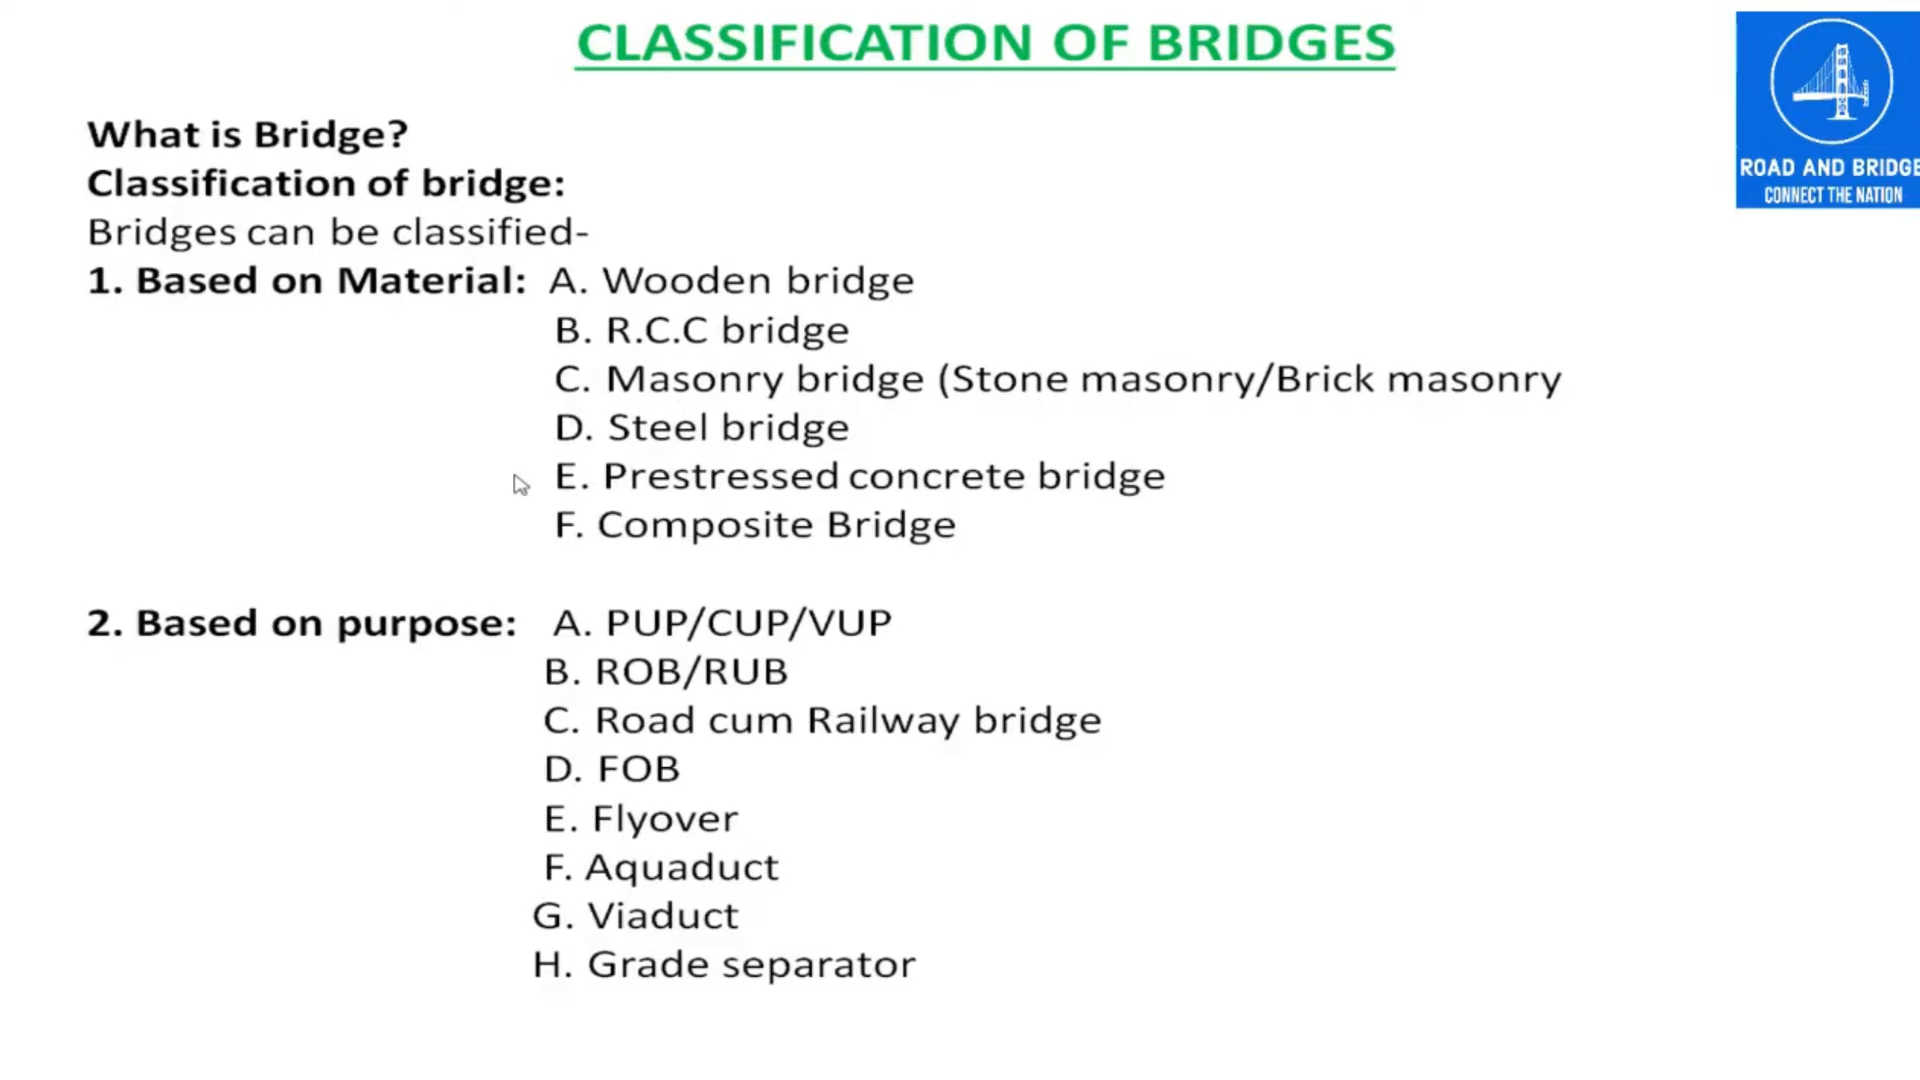 CLASSIFICATION OF BRIDGES
ROAD AND BRIDGE
CONNECT THE NATION
What is Bridge?
Classification of bridge:
Bridges can be classified-
1. Based on Material: A. Wooden bridge
B. R.C.C bridge
C. Masonry bridge (Stone masonry/Brick masonry
D. Steel bridge
E. Prestressed concrete bridge
F. Composite Bridge
2. Based on purpose: A. PUP/CUP/VUP
B. ROB/RUB
C. Road cum Railway bridge
D. FOB
E. Flyover
F. Aquaduct
G. Viaduct
H. Grade separator